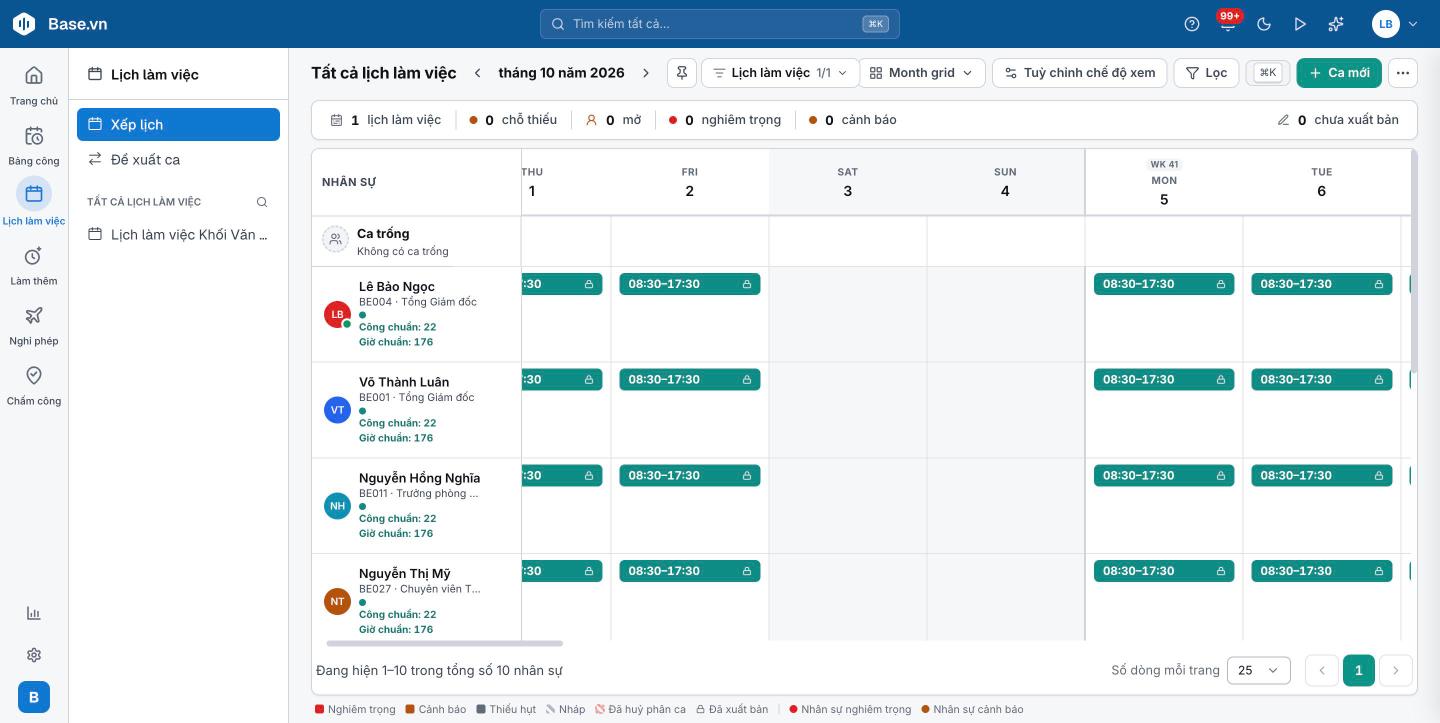 Base.vn
Tìm kiếm tất cả...
⌘K
99+
LB
Trang chủ
Bảng công
Lịch làm việc
Làm thêm
Nghỉ phép
Chấm công
B
Lịch làm việc
Xếp lịch
Đề xuất ca
TẤT CẢ LỊCH LÀM VIỆC
Lịch làm việc Khối Văn ...
Tất cả lịch làm việc
tháng 10 năm 2026
Lịch làm việc 1/1
Month grid
Tuỳ chỉnh chế độ xem
Lọc
⌘K
Ca mới
1 lịch làm việc
0 chỗ thiếu
0 mở
0 nghiêm trọng
0 cảnh báo
0 chưa xuất bản
NHÂN SỰ
THU
1
FRI
2
SAT
3
SUN
4
WK 41
MON
5
TUE
6
Ca trống
Không có ca trống
Lê Bảo Ngọc
BE004 · Tổng Giám đốc
LB
Công chuẩn: 22
Giờ chuẩn: 176
:30
08:30–17:30
08:30–17:30
08:30–17:30
Võ Thành Luân
BE001 · Tổng Giám đốc
VT
Công chuẩn: 22
Giờ chuẩn: 176
:30
08:30–17:30
08:30–17:30
08:30–17:30
Nguyễn Hồng Nghĩa
BE011 · Trưởng phòng ...
NH
Công chuẩn: 22
Giờ chuẩn: 176
:30
08:30–17:30
08:30–17:30
08:30–17:30
Nguyễn Thị Mỹ
BE027 · Chuyên viên T...
NT
Công chuẩn: 22
Giờ chuẩn: 176
:30
08:30–17:30
08:30–17:30
08:30–17:30
Đang hiện 1–10 trong tổng số 10 nhân sự
Số dòng mỗi trang
25
1
Nghiêm trọng
Cảnh báo
Thiếu hụt
Nháp
Đã huỷ phân ca
Đã xuất bản
Nhân sự nghiêm trọng
Nhân sự cảnh báo